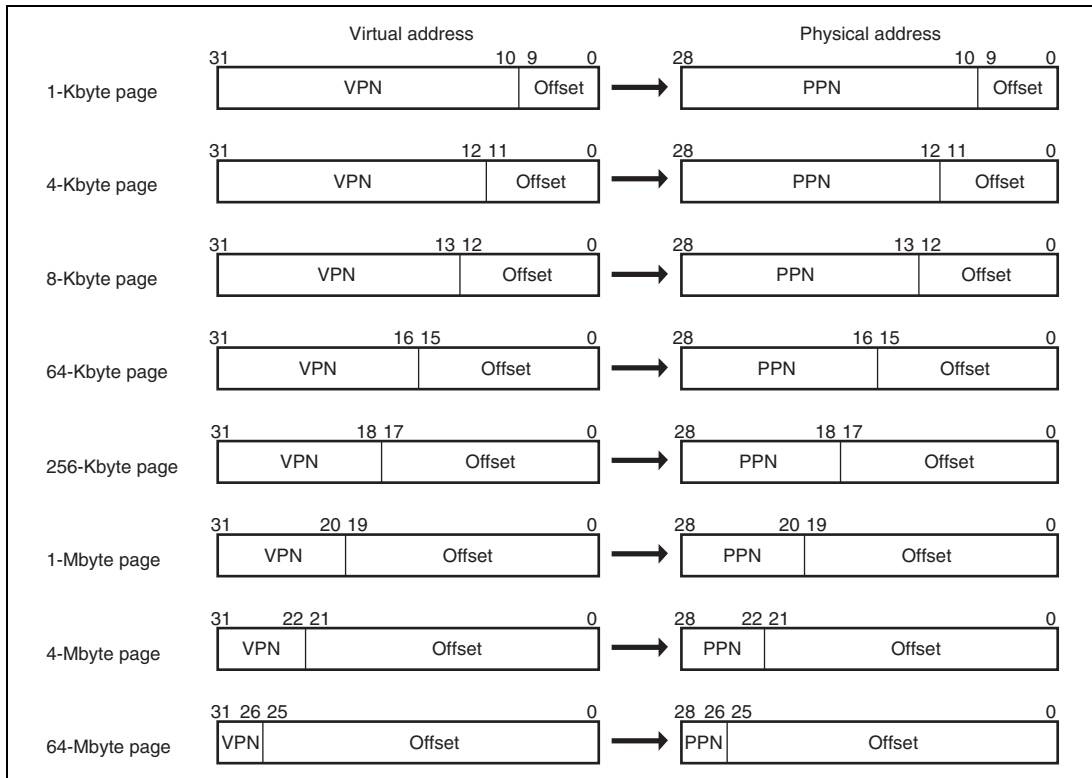 Virtual address Physical address
31 10 9 0 28 10 9 0
1-Kbyte page VPN Offset PPN Offset
31 12 11 0 28 12 11 0
4-Kbyte page VPN Offset PPN Offset
31 13 12 0 28 13 12 0
8-Kbyte page VPN Offset PPN Offset
31 16 15 0 28 16 15 0
64-Kbyte page VPN Offset PPN Offset
31 18 17 0 28 18 17 0
256-Kbyte page VPN Offset PPN Offset
31 20 19 0 28 20 19 0
1-Mbyte page VPN Offset PPN Offset
31 22 21 0 28 22 21 0
4-Mbyte page VPN Offset PPN Offset
31 26 25 0 28 26 25 0
64-Mbyte page VPN Offset PPN Offset